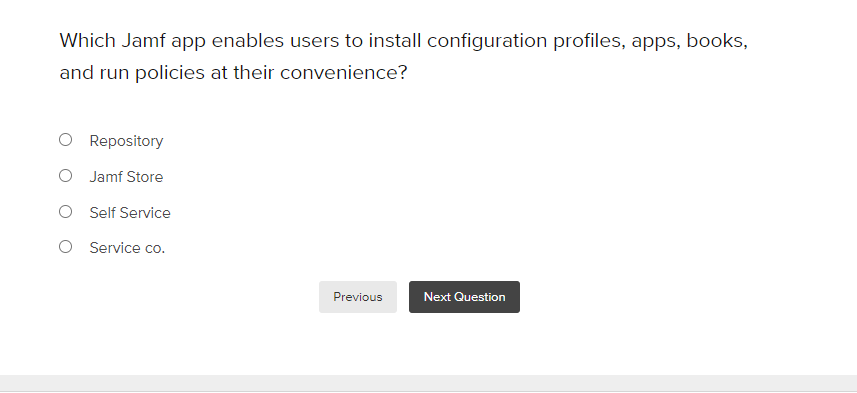 Which Jamf app enables users to install configuration profiles, apps, books,
and run policies at their convenience?
Repository
Jamf Store
Self Service
Service co.
Previous
Next Question